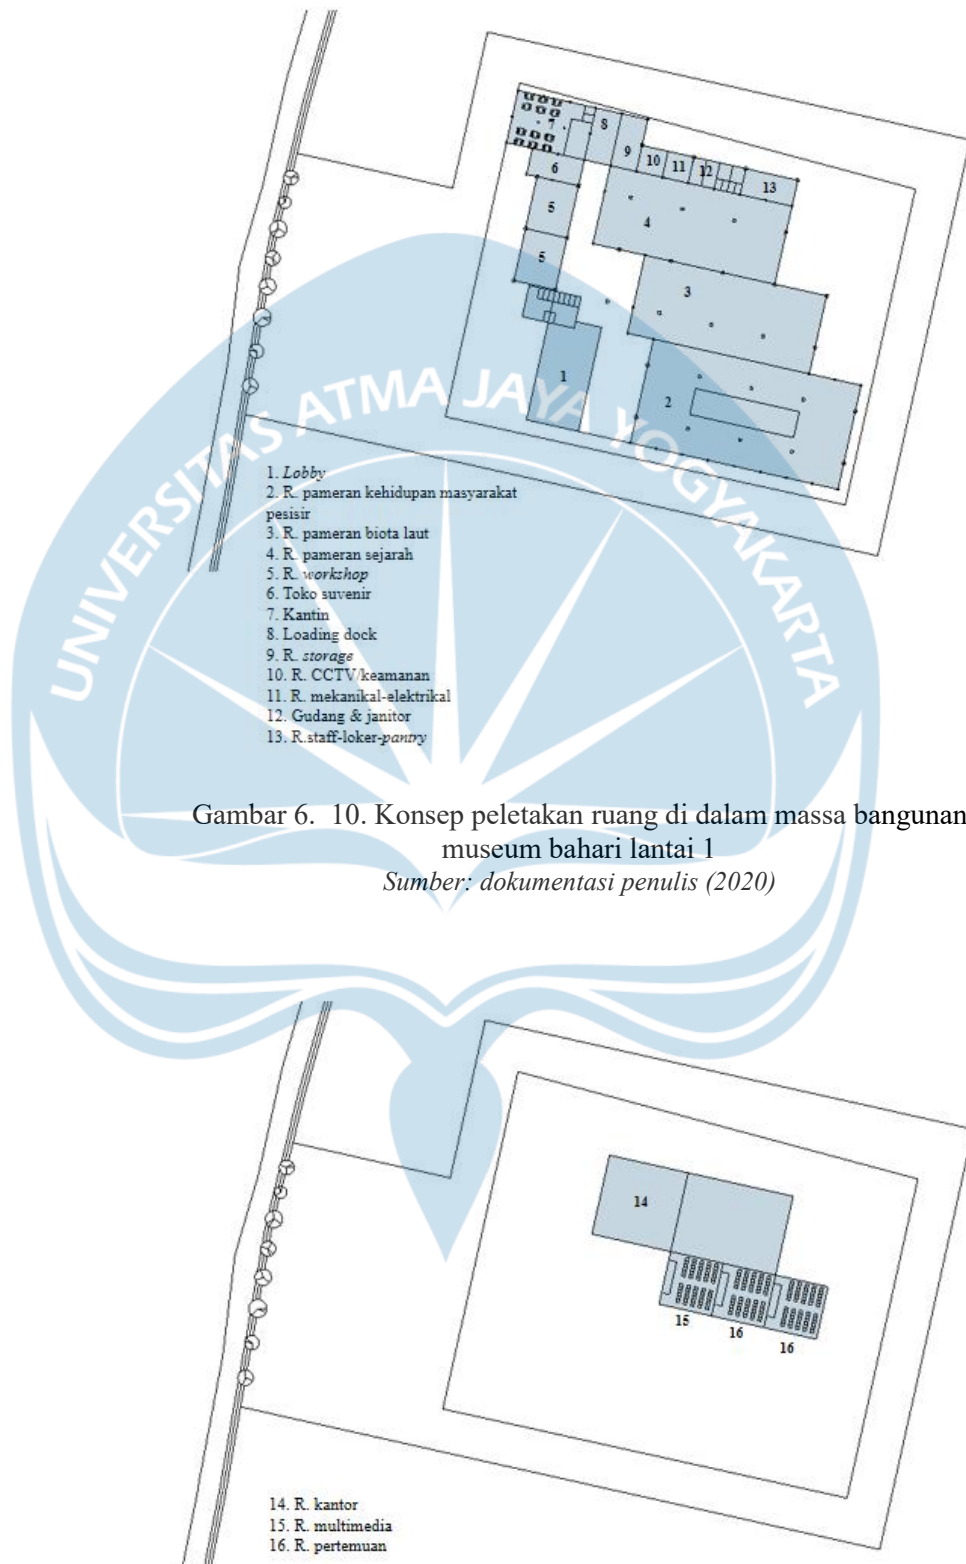 7
8
9
10
11
12
13
6
5
4
5
3
1
2
UNIVERSITAS ATMA JAYA YOGYAKARTA
1. Lobby
2. R. pameran kehidupan masyarakat
pesisir
3. R. pameran biota laut
4. R. pameran sejarah
5. R. workshop
6. Toko suvenir
7. Kantin
8. Loading dock
9. R. storage
10. R. CCTV/keamanan
11. R. mekanikal-elektrikal
12. Gudang & janitor
13. R.staff-loker-pantry
Gambar 6. 10. Konsep peletakan ruang di dalam massa bangunan
museum bahari lantai 1
Sumber: dokumentasi penulis (2020)
14
15
16
16
14. R. kantor
15. R. multimedia
16. R. pertemuan